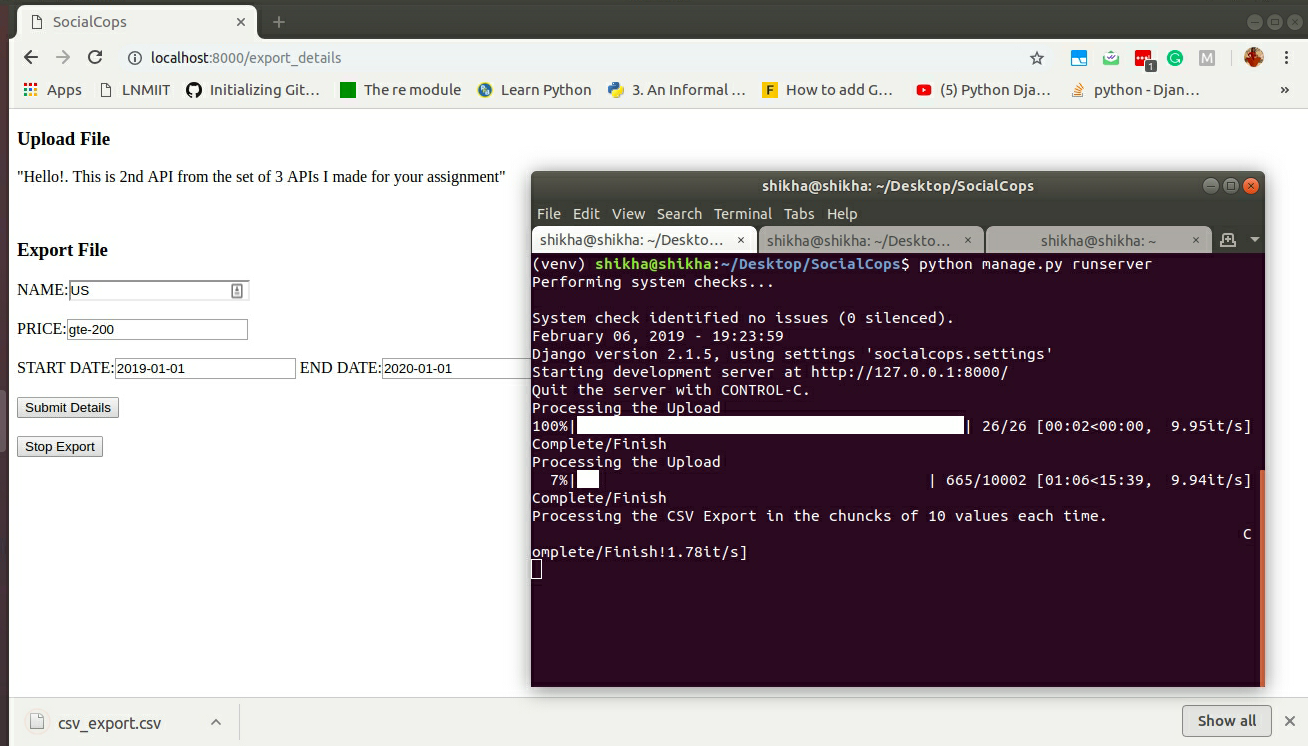 SocialCops
localhost:8000/export_details
1
Apps LNMIIT Initializing Git... The re module Learn Python 3. An Informal ... How to add G... (5) Python Dja... python - Djan... »
Upload File
"Hello!. This is 2nd API from the set of 3 APIs I made for your assignment"
Export File
NAME:US
PRICE:gte-200
START DATE:2019-01-01 END DATE:2020-01-01
Submit Details
Stop Export
shikha@shikha: ~/Desktop/SocialCops
File Edit View Search Terminal Tabs Help
shikha@shikha: ~/Deskto... × shikha@shikha: ~/Deskto... × shikha@shikha: ~ ×
(venv) shikha@shikha:~/Desktop/SocialCops$ python manage.py runserver
Performing system checks...
System check identified no issues (0 silenced).
February 06, 2019 - 19:23:59
Django version 2.1.5, using settings 'socialcops.settings'
Starting development server at http://127.0.0.1:8000/
Quit the server with CONTROL-C.
Processing the Upload
100%| | 26/26 [00:02<00:00, 9.95it/s]
Complete/Finish
Processing the Upload
7%| | 665/10002 [01:06<15:39, 9.94it/s]
Complete/Finish
Processing the CSV Export in the chuncks of 10 values each time.
C
omplete/Finish!1.78it/s]
csv_export.csv
Show all